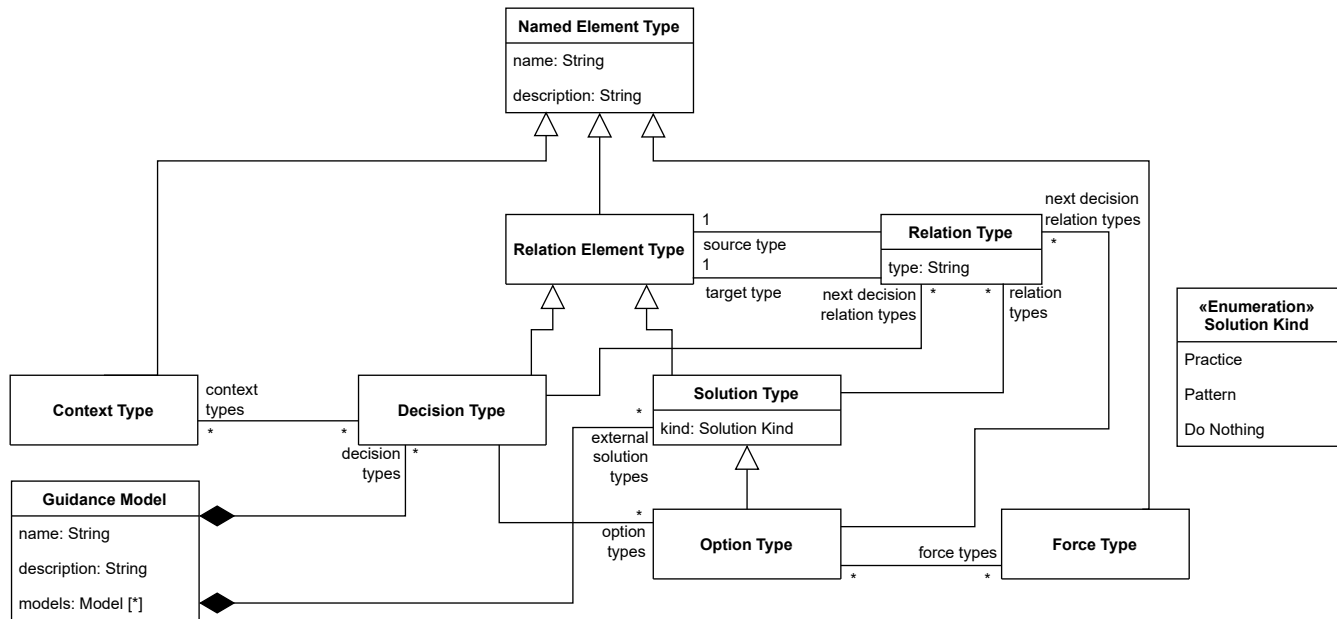 Named Element Type
name: String
description: String
next decision
relation types
*
1
source type
Relation Element Type
Relation Type
type: String
1
target type
next decision
relation types
*
*
relation
types
«Enumeration»
Solution Kind
Practice
Pattern
Do Nothing
Context Type
context
types
*
*
Decision Type
decision
types
*
Solution Type
kind: Solution Kind
*
external
solution
types
Guidance Model
name: String
description: String
models: Model [*]
*
option
types
Option Type
force types
*
*
Force Type